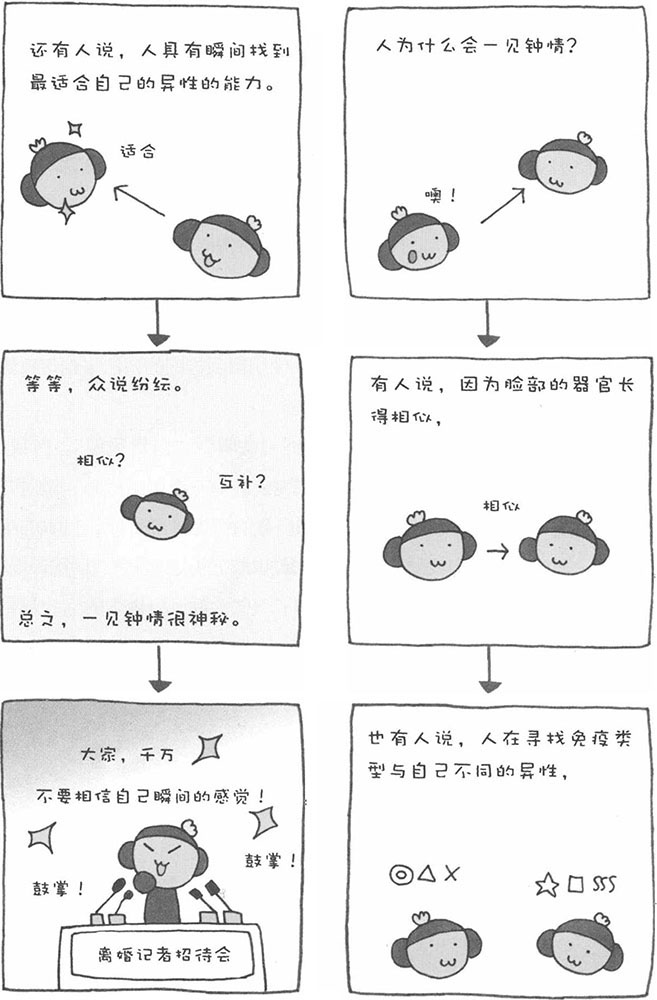 人为什么会一见钟情？
噢！
有人说，因为脸部的器官长
得相似，
相似
也有人说，人在寻找免疫类
型与自己不同的异性，
还有人说，人具有瞬间找到
最适合自己的异性的能力。
适合
等等，众说纷纭。
相似？
互补？
总之，一见钟情很神秘。
大家，千万
不要相信自己瞬间的感觉！
鼓掌！
鼓掌！
离婚记者招待会